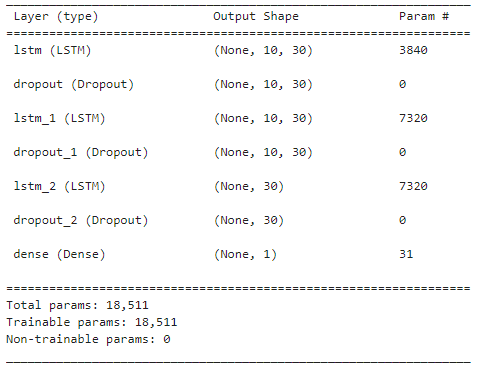 Layer (type) Output Shape Param #
lstm (LSTM) (None, 10, 30) 3840
dropout (Dropout) (None, 10, 30) 0
lstm_1 (LSTM) (None, 10, 30) 7320
dropout_1 (Dropout) (None, 10, 30) 0
lstm_2 (LSTM) (None, 30) 7320
dropout_2 (Dropout) (None, 30) 0
dense (Dense) (None, 1) 31
Total params: 18,511
Trainable params: 18,511
Non-trainable params: 0